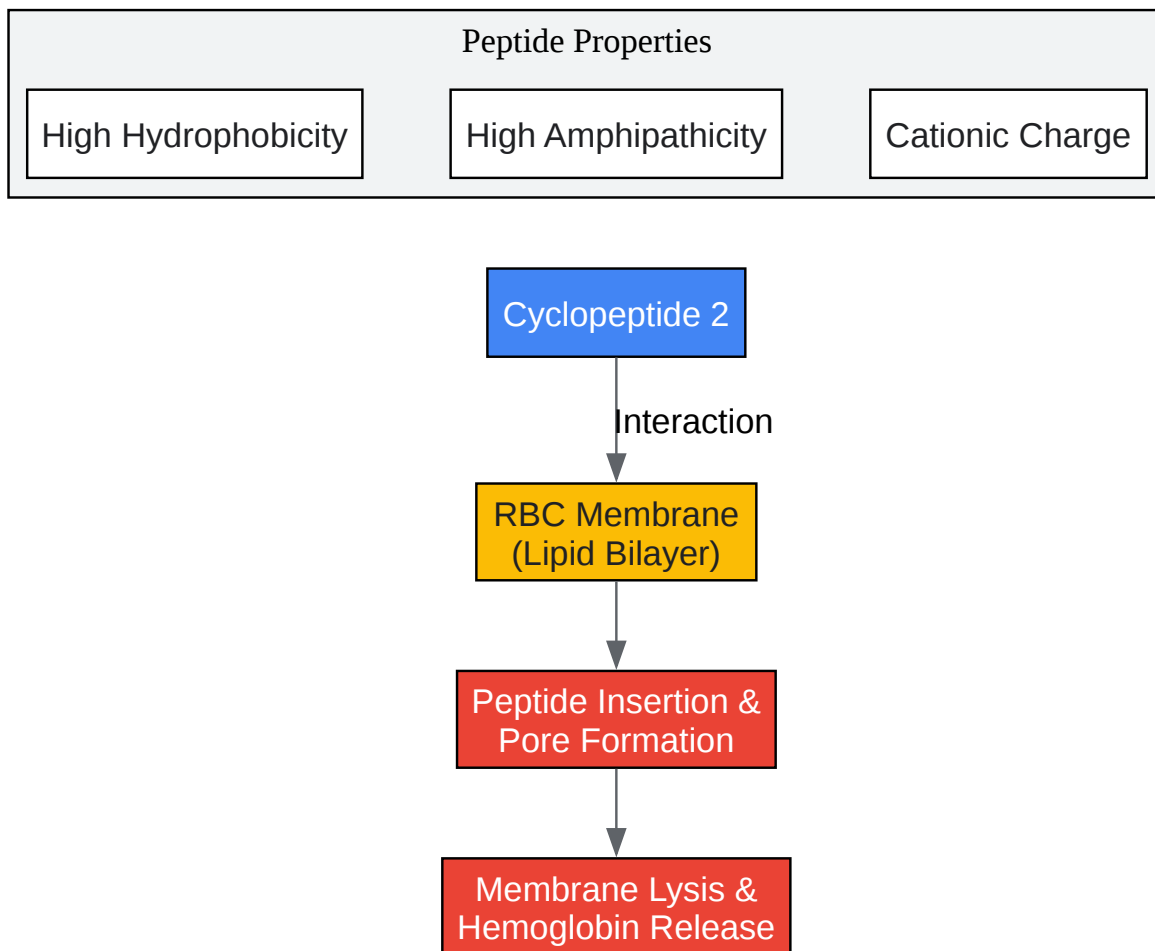 Peptide Properties
High Hydrophobicity
High Amphipathicity
Cationic Charge
Cyclopeptide 2
Interaction
RBC Membrane
(Lipid Bilayer)
Peptide Insertion &
Pore Formation
Membrane Lysis &
Hemoglobin Release